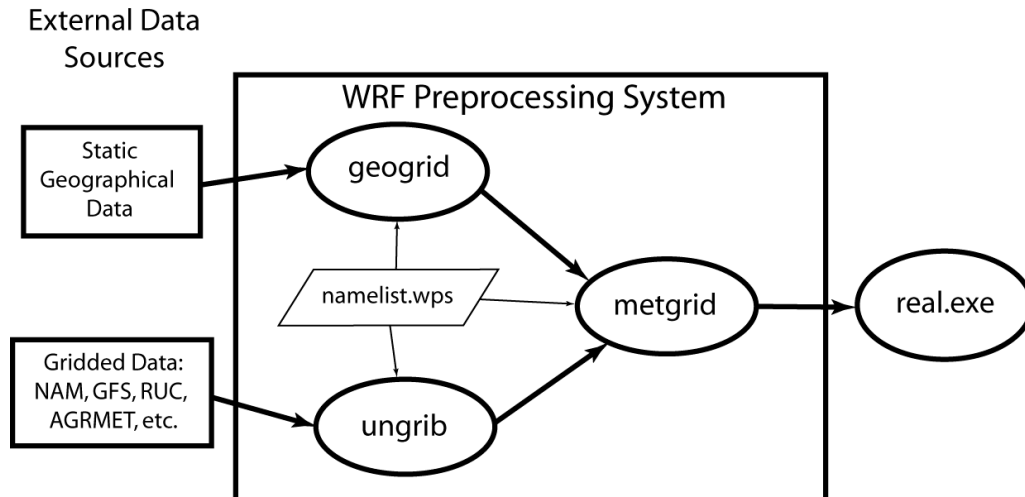 External Data
Sources
WRF Preprocessing System
Static
Geographical
Data
geogrid
namelist.wps
metgrid
real.exe
Gridded Data:
NAM, GFS, RUC,
AGRMET, etc.
ungrib